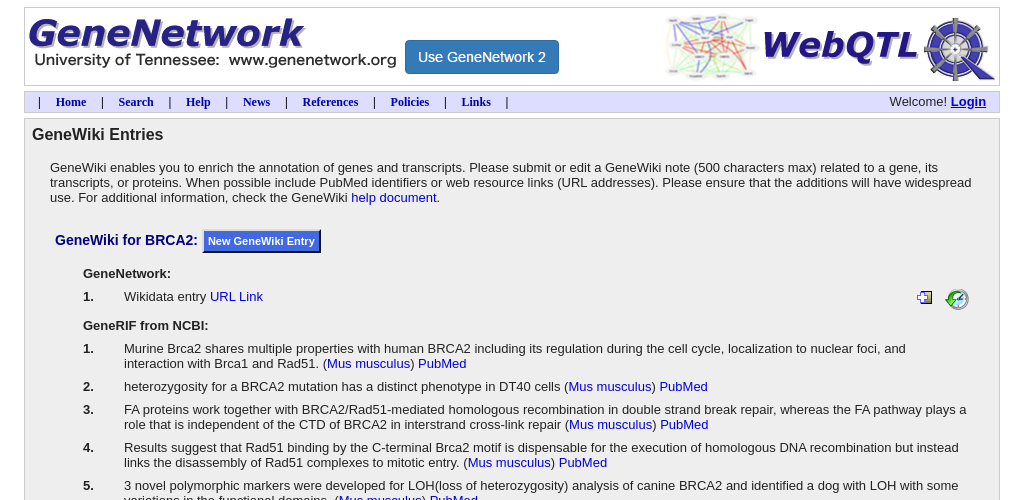 GeneNetwork
University of Tennessee: www.genenetwork.org
Use GeneNetwork 2
WebQTL
| Home | Search | Help | News | References | Policies | Links |
Welcome! Login
GeneWiki Entries
GeneWiki enables you to enrich the annotation of genes and transcripts. Please submit or edit a GeneWiki note (500 characters max) related to a gene, its
transcripts, or proteins. When possible include PubMed identifiers or web resource links (URL addresses). Please ensure that the additions will have widespread
use. For additional information, check the GeneWiki help document.
GeneWiki for BRCA2: New GeneWiki Entry
GeneNetwork:
1. Wikidata entry URL Link
GeneRIF from NCBI:
1. Murine Brca2 shares multiple properties with human BRCA2 including its regulation during the cell cycle, localization to nuclear foci, and
interaction with Brca1 and Rad51. (Mus musculus) PubMed
2. heterozygosity for a BRCA2 mutation has a distinct phenotype in DT40 cells (Mus musculus) PubMed
3. FA proteins work together with BRCA2/Rad51-mediated homologous recombination in double strand break repair, whereas the FA pathway plays a
role that is independent of the CTD of BRCA2 in interstrand cross-link repair (Mus musculus) PubMed
4. Results suggest that Rad51 binding by the C-terminal Brca2 motif is dispensable for the execution of homologous DNA recombination but instead
links the disassembly of Rad51 complexes to mitotic entry. (Mus musculus) PubMed
5. 3 novel polymorphic markers were developed for LOH(loss of heterozygosity) analysis of canine BRCA2 and identified a dog with LOH with some
variations in the functional domains. (Mus musculus) PubMed